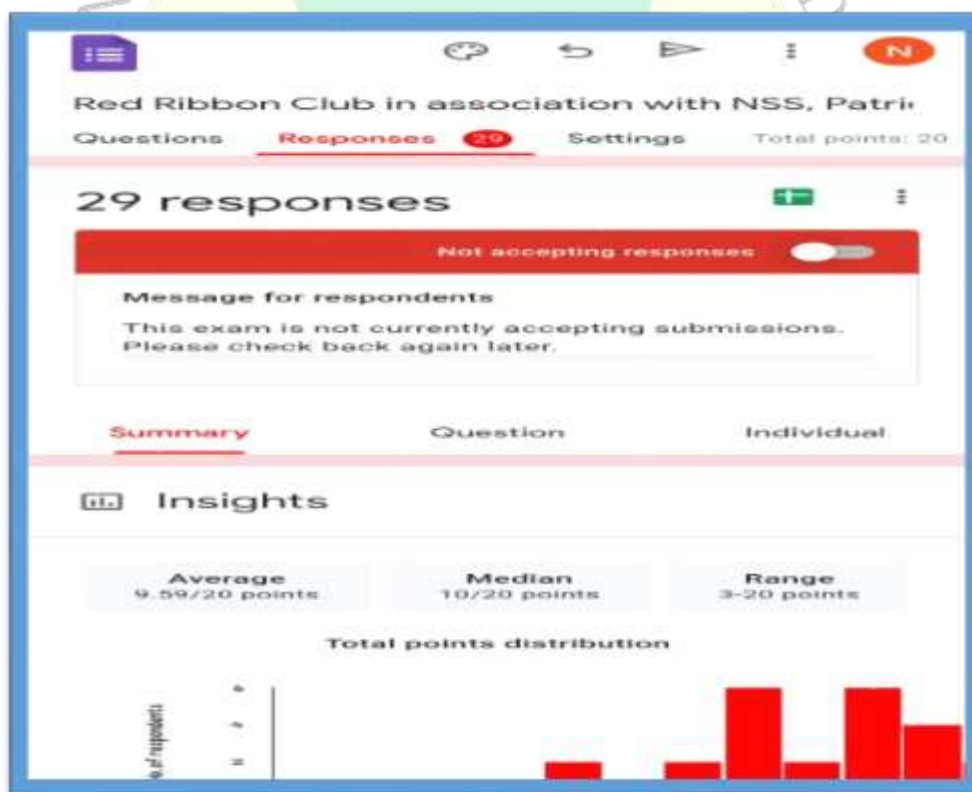 N
Red Ribbon Club in association with NSS, Patri
Questions Responses 29 Settings Total points: 20
29 responses
Not accepting responses
Message for respondents
This exam is not currently accepting submissions.
Please check back again later.
Summary Question Individual
Insights
Average Median Range
9.59/20 points 10/20 points 3-20 points
Total points distribution
of respondents